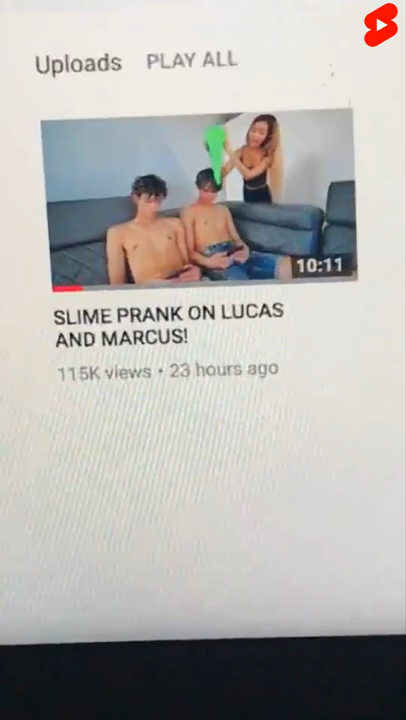 Uploads PLAY ALL
10:11
SLIME PRANK ON LUCAS
AND MARCUS!
115K views • 23 hours ago